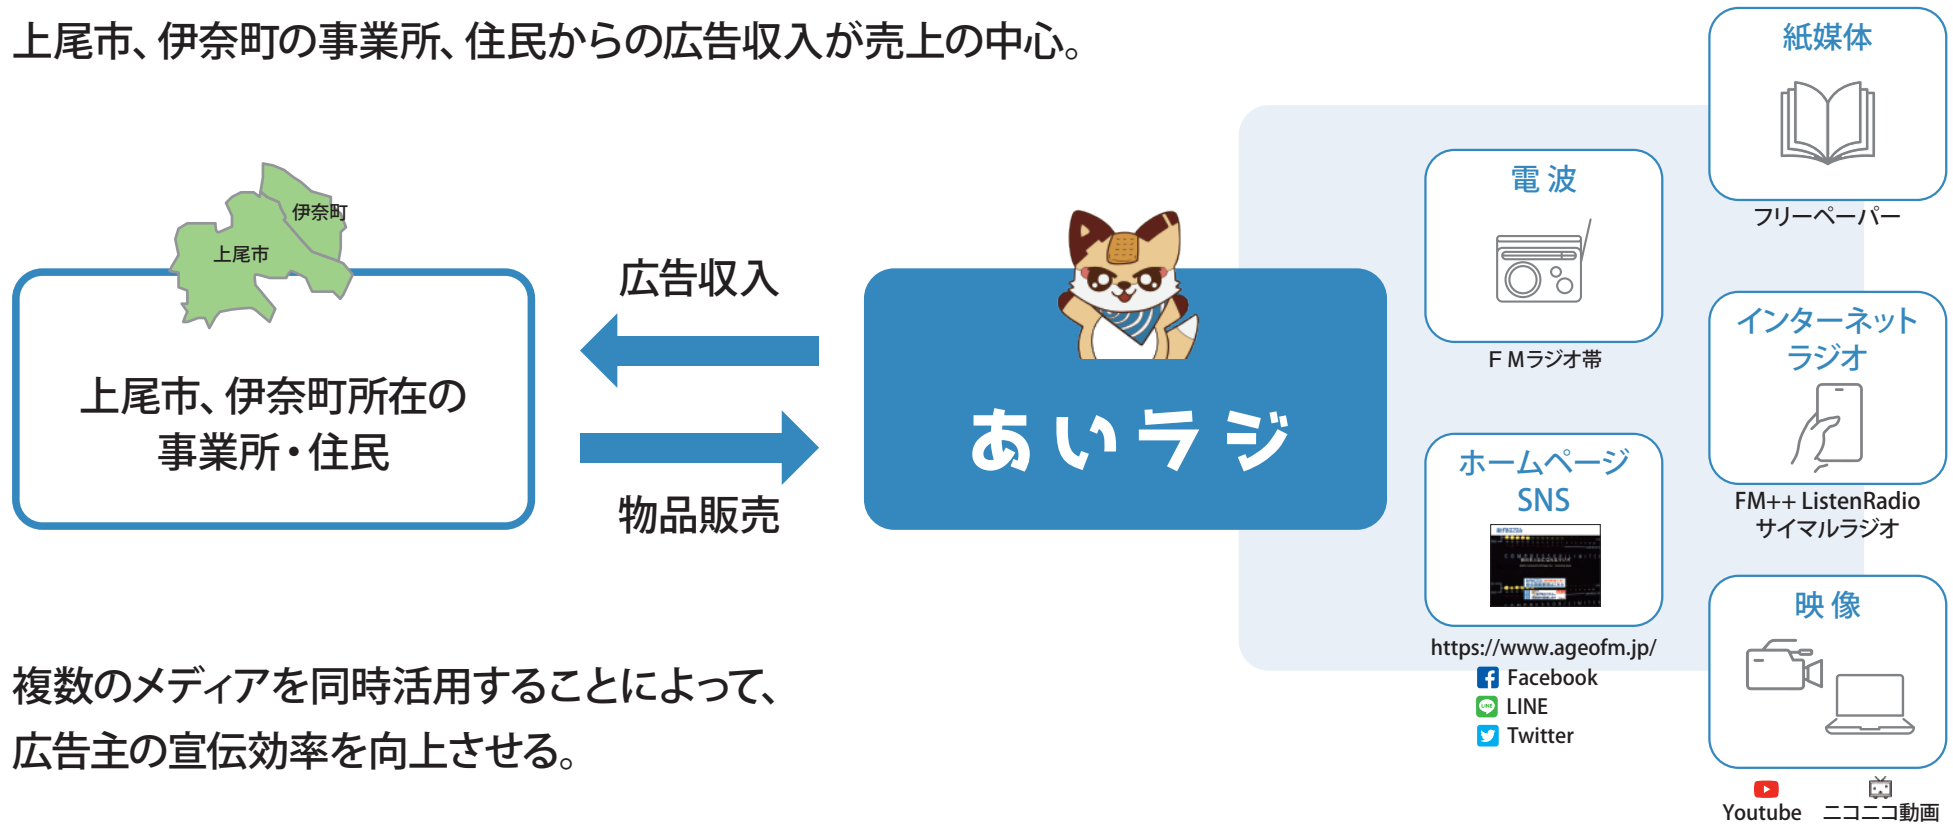 上尾市、伊奈町の事業所、住民からの広告収入が売上の中心。
伊奈町
上尾市
上尾市、伊奈町所在の
事業所・住民
広告収入
物品販売
あいラジ
電波
FMラジオ帯
ホームページ
SNS
https://www.ageofm.jp/
Facebook
LINE
Twitter
紙媒体
フリーペーパー
インターネット
ラジオ
FM++ ListenRadio
サイマルラジオ
映像
Youtube ニコニコ動画
複数のメディアを同時活用することによって、
広告主の宣伝効率を向上させる。